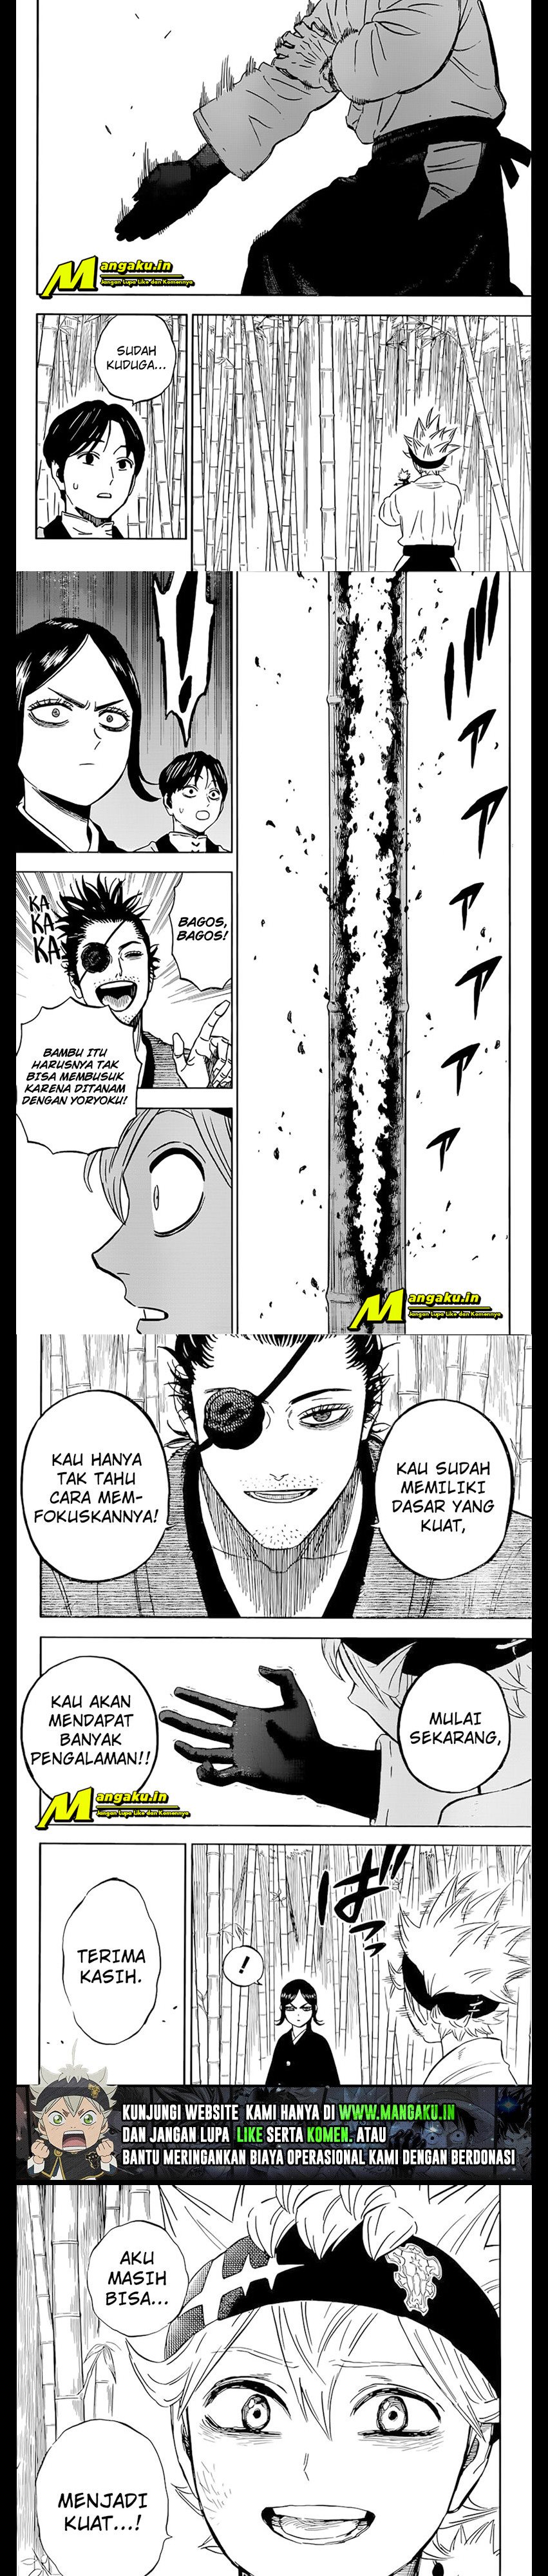 Mangaku.in
Jangan Lupa Like dan Komennya.
SUDAH
KUDUGA...
KA
KA
KA
BAGOS,
BAGOS!
BAMBU ITU
HARUSNYA TAK
BISA MEMBUSUK
KARENA DITANAM
DENGAN YORYOKU!
Mangaku.in
Jangan Lupa Like dan Komennya.
KAU SUDAH
MEMILIKI
DASAR YANG
KUAT,
KAU HANYA
TAK TAHU
CARA MEM-
FOKUSKANNYA!
MULAI
SEKARANG,
KAU AKAN
MENDAPAT
BANYAK
PENGALAMAN!!
Mangaku.in
Jangan Lupa Like dan Komennya.
ばっ
!
TERIMA
KASIH.
KUNJUNGI WEBSITE KAMI HANYA DI WWW.MANGAKU.IN
DAN JANGAN LUPA LIKE SERTA KOMEN. ATAU
BANTU MERINGANKAN BIAYA OPERASIONAL KAMI DENGAN BERDONASI
AKU
MASIH
BISA...
MENJADI
KUAT...!